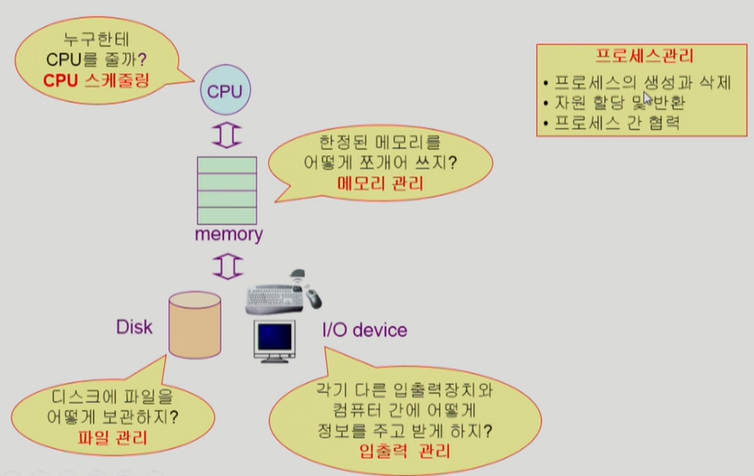 누구한테
CPU를 줄까?
CPU 스케줄링
CPU
프로세스관리
• 프로세스의 생성과 삭제
• 자원 할당 및 반환
• 프로세스 간 협력
한정된 메모리를
어떻게 쪼개어 쓰지?
메모리 관리
memory
Disk
I/O device
디스크에 파일을
어떻게 보관하지?
파일 관리
각기 다른 입출력장치와
컴퓨터 간에 어떻게
정보를 주고 받게 하지?
입출력 관리